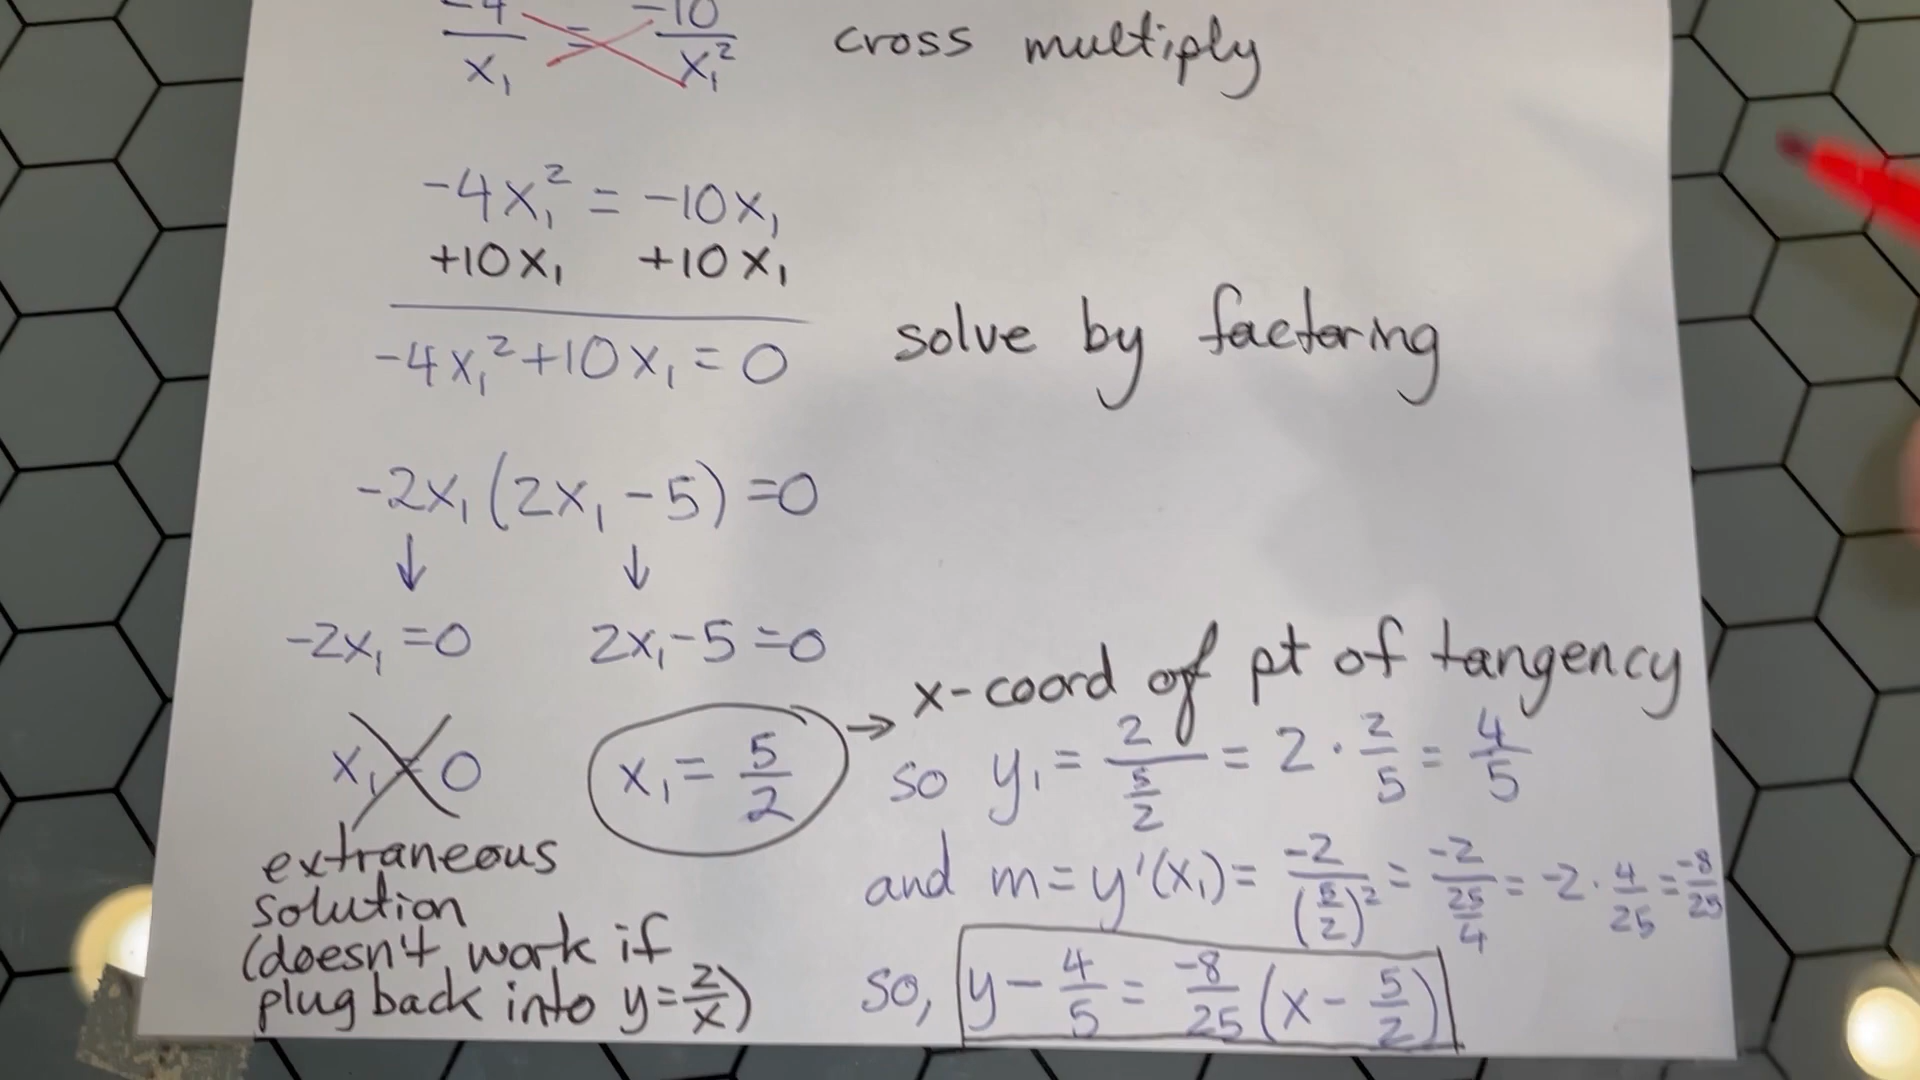 -4/x₁ = -10/x₁² cross multiply
-4x₁² = -10x₁
+10x₁ +10x₁
-4x₁² + 10x₁ = 0 solve by factoring
-2x₁(2x₁ - 5) = 0
↓ ↓
-2x₁ = 0 2x₁ - 5 = 0
x₁ = 0 x₁ = 5/2 → x-coord of pt of tangency
so y₁ = 2/(5/2) = 2 · 2/5 = 4/5
extraneous
solution
(doesn't work if
plug back into y = 2/x)
and m = y'(x₁) = -2/(5/2)² = -2/(25/4) = -2 · 4/25 = -8/25
so, y - 4/5 = -8/25 (x - 5/2)